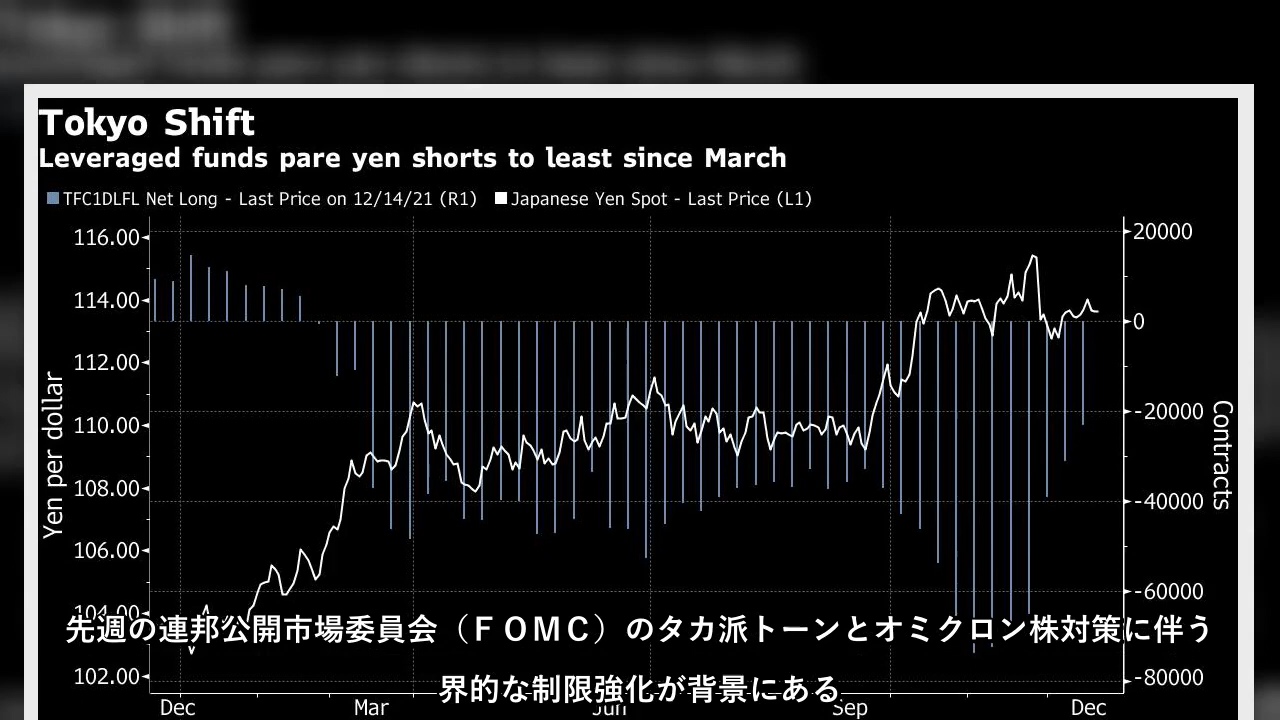 Tokyo Shift
Leveraged funds pare yen shorts to least since March
TFC1DLFL Net Long - Last Price on 12/14/21 (R1) Japanese Yen Spot - Last Price (L1)
116.00
114.00
112.00
110.00
108.00
106.00
104.00
102.00
Yen per dollar
20000
0
-20000
-40000
-60000
-80000
Contracts
先週の連邦公開市場委員会（ＦＯＭＣ）のタカ派トーンとオミクロン株対策に伴う
界的な制限強化が背景にある
Dec Mar Jun Sep Dec